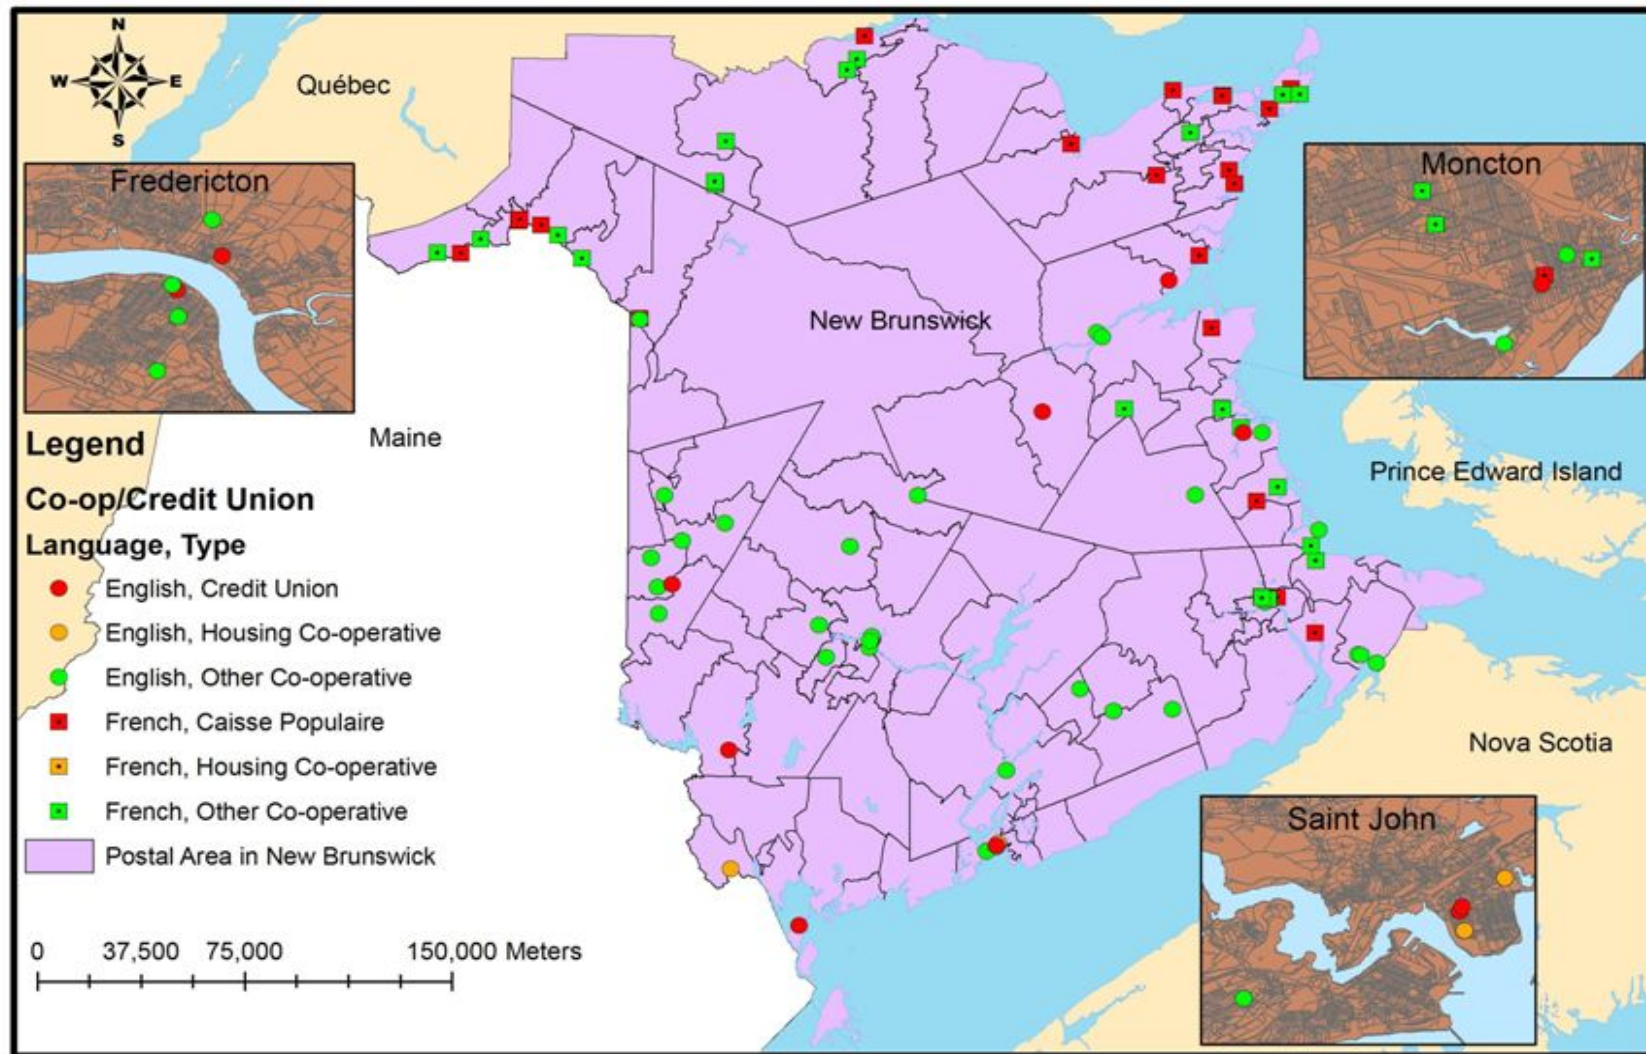 N
W E
S
Québec
Fredericton
Moncton
New Brunswick
Maine
Prince Edward Island
Nova Scotia
Saint John
Legend
Co-op/Credit Union
Language, Type
English, Credit Union
English, Housing Co-operative
English, Other Co-operative
French, Caisse Populaire
French, Housing Co-operative
French, Other Co-operative
Postal Area in New Brunswick
0 37,500 75,000 150,000 Meters